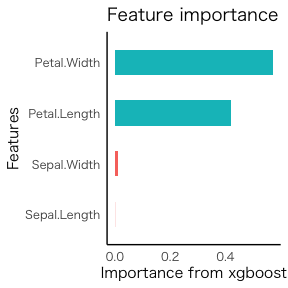 Feature importance
Features
Petal.Width
Petal.Length
Sepal.Width
Sepal.Length
0.0 0.2 0.4
Importance from xgboost